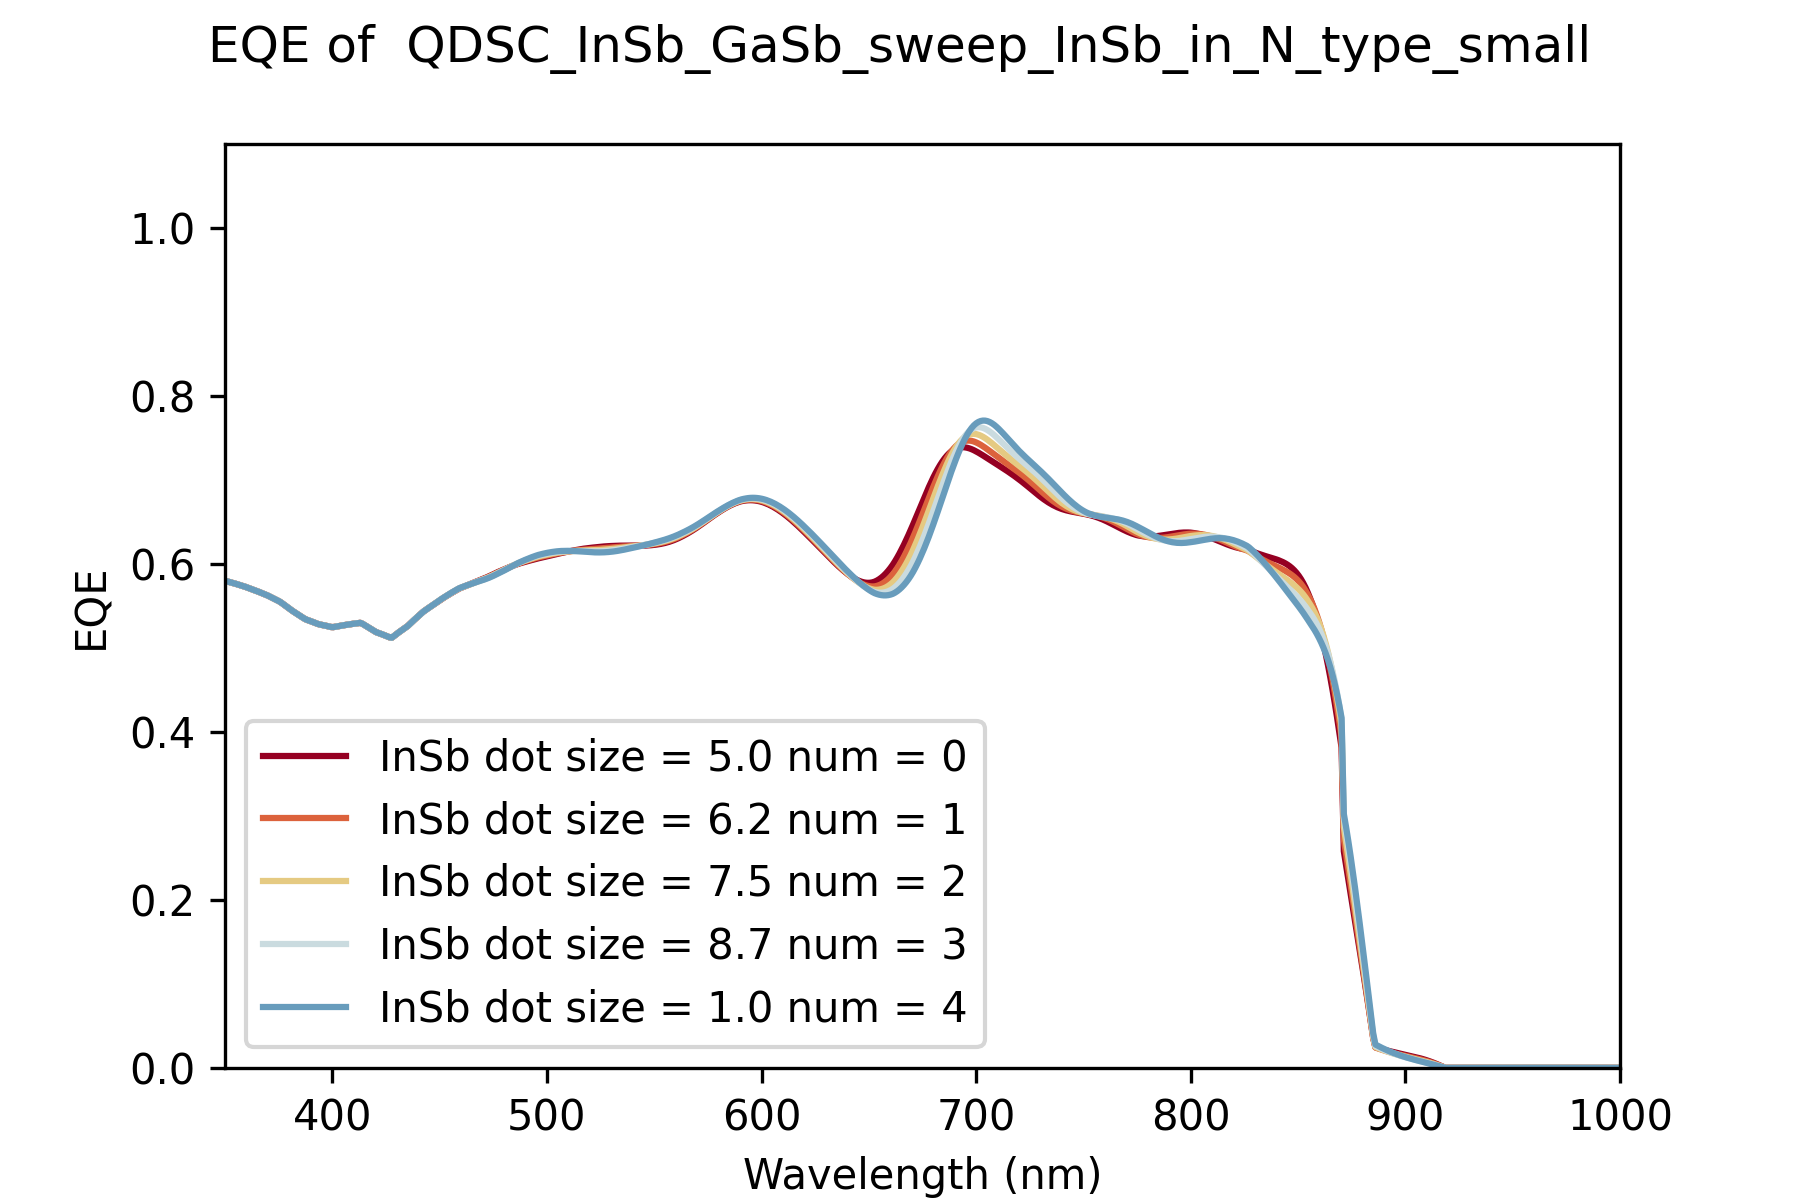 EQE of  QDSC_InSb_GaSb_sweep_InSb_in_N_type_small
1.0
0.8
0.6
0.4
0.2
0.0
EQE
InSb dot size = 5.0 num = 0
InSb dot size = 6.2 num = 1
InSb dot size = 7.5 num = 2
InSb dot size = 8.7 num = 3
InSb dot size = 1.0 num = 4
400 500 600 700 800 900 1000
Wavelength (nm)